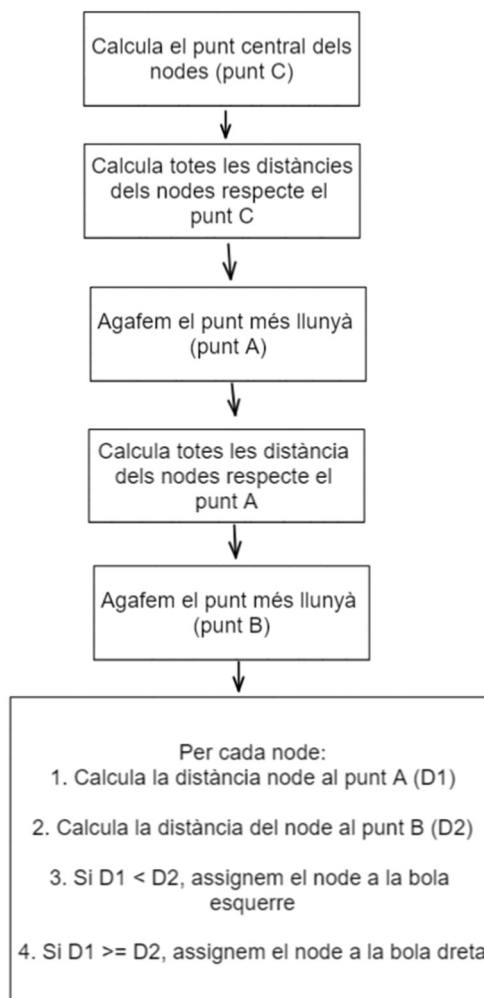 Calcula el punt central dels
nodes (punt C)
Calcula totes les distàncies
dels nodes respecte el
punt C
Agafem el punt més llunyà
(punt A)
Calcula totes les distància
dels nodes respecte el
punt A
Agafem el punt més llunyà
(punt B)
Per cada node:
1. Calcula la distància node al punt A (D1)
2. Calcula la distància del node al punt B (D2)
3. Si D1 < D2, assignem el node a la bola
esquerre
4. Si D1 >= D2, assignem el node a la bola dreta